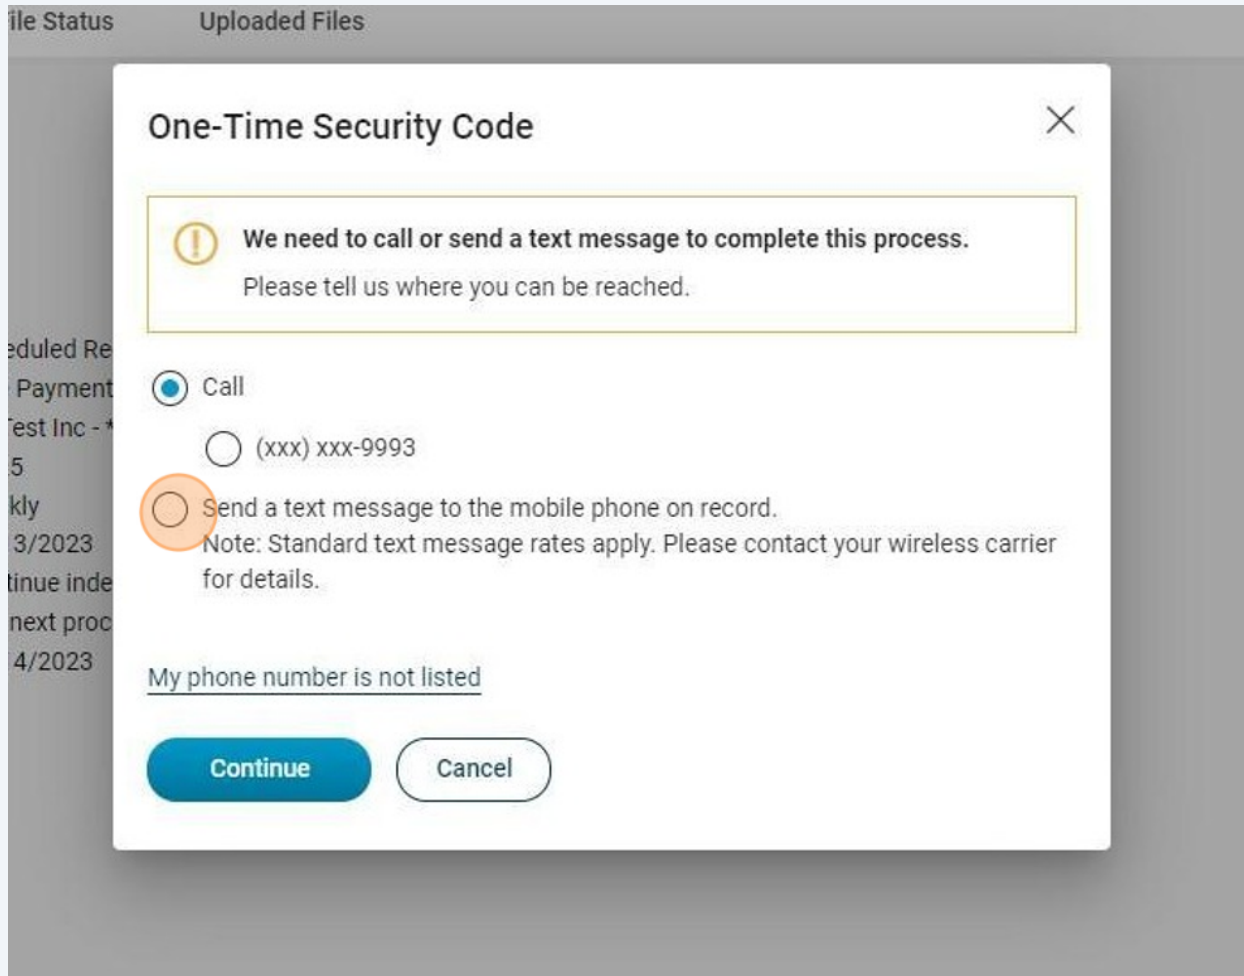 ile Status
Uploaded Files
One-Time Security Code
We need to call or send a text message to complete this process.
Please tell us where you can be reached.
Call
(xxx) xxx-9993
Send a text message to the mobile phone on record.
Note: Standard text message rates apply. Please contact your wireless carrier
for details.
My phone number is not listed
Continue
Cancel
eduled Re
Payment
est Inc - *
5
kly
3/2023
tinue inde
next proc
4/2023